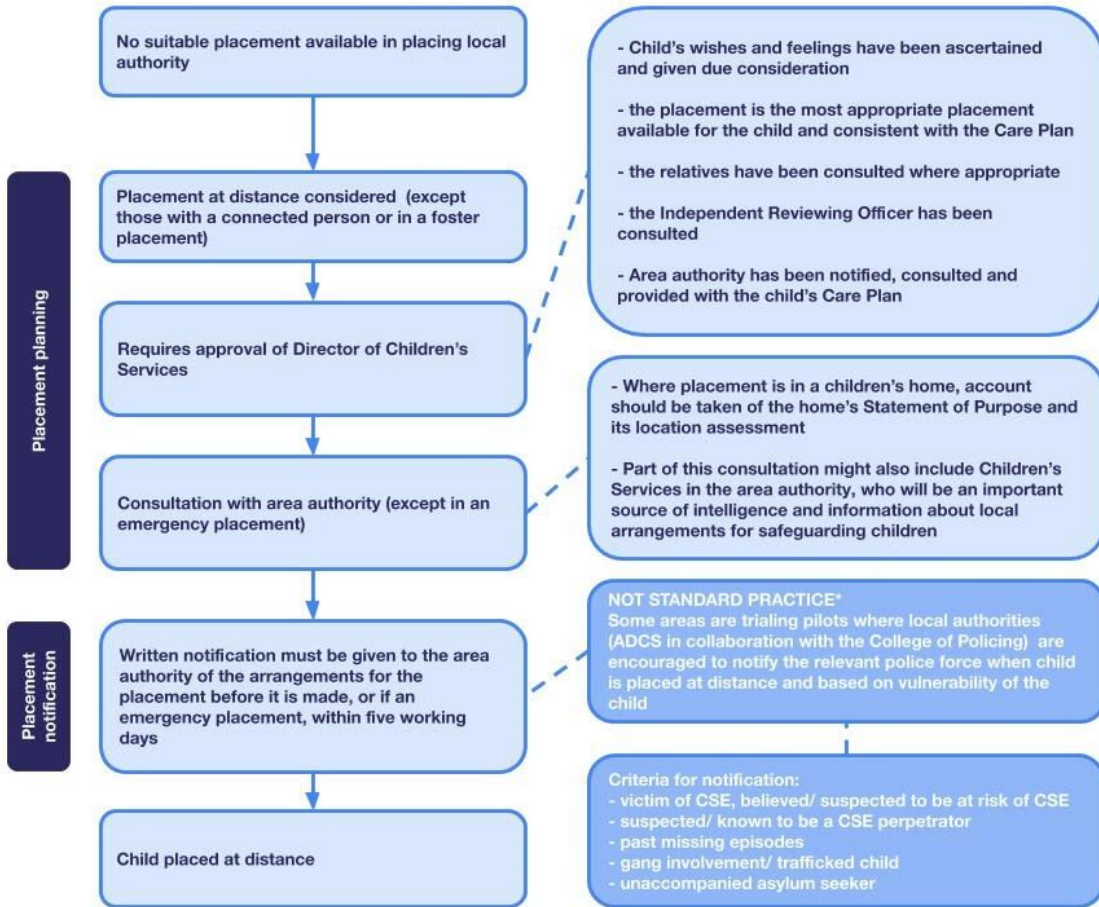 No suitable placement available in placing local
authority
Placement planning
Placement at distance considered  (except
those with a connected person or in a foster
placement)
Requires approval of Director of Children's
Services
Consultation with area authority (except in an
emergency placement)
Placement
notification
Written notification must be given to the area
authority of the arrangements for the
placement before it is made, or if an
emergency placement, within five working
days
Child placed at distance
- Child's wishes and feelings have been ascertained
and given due consideration
- the placement is the most appropriate placement
available for the child and consistent with the Care Plan
- the relatives have been consulted where appropriate
- the Independent Reviewing Officer has been
consulted
- Area authority has been notified, consulted and
provided with the child's Care Plan
- Where placement is in a children's home, account
should be taken of the home's Statement of Purpose and
its location assessment
- Part of this consultation might also include Children's
Services in the area authority, who will be an important
source of intelligence and information about local
arrangements for safeguarding children
NOT STANDARD PRACTICE*
Some areas are trialing pilots where local authorities
(ADCS in collaboration with the College of Policing)  are
encouraged to notify the relevant police force when child
is placed at distance and based on vulnerability of the
child
Criteria for notification:
- victim of CSE, believed/ suspected to be at risk of CSE
- suspected/ known to be a CSE perpetrator
- past missing episodes
- gang involvement/ trafficked child
- unaccompanied asylum seeker